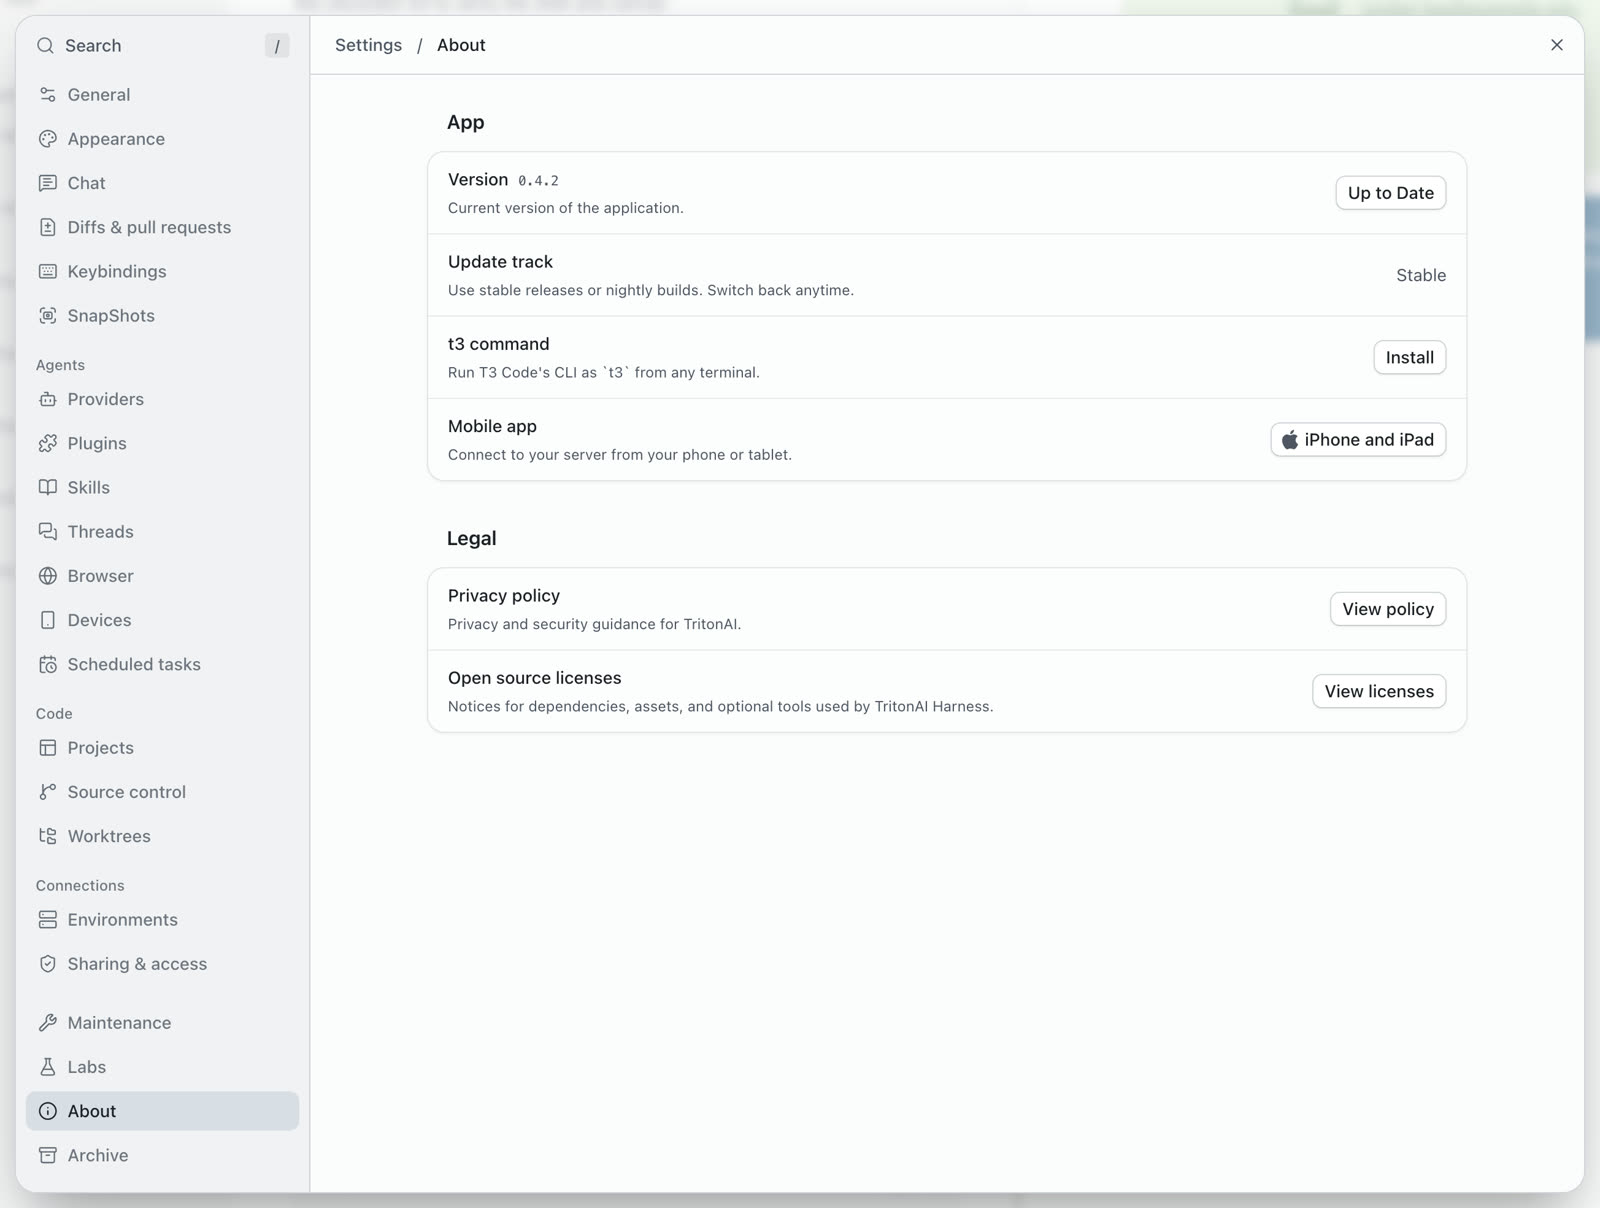 Search
/
General
Appearance
Chat
Diffs & pull requests
Keybindings
SnapShots
Agents
Providers
Plugins
Skills
Threads
Browser
Devices
Scheduled tasks
Code
Projects
Source control
Worktrees
Connections
Environments
Sharing & access
Maintenance
Labs
About
Archive
Settings / About
App
Version 0.4.2
Current version of the application.
Up to Date
Update track
Use stable releases or nightly builds. Switch back anytime.
Stable
t3 command
Run T3 Code's CLI as `t3` from any terminal.
Install
Mobile app
Connect to your server from your phone or tablet.
iPhone and iPad
Legal
Privacy policy
Privacy and security guidance for TritonAI.
View policy
Open source licenses
Notices for dependencies, assets, and optional tools used by TritonAI Harness.
View licenses